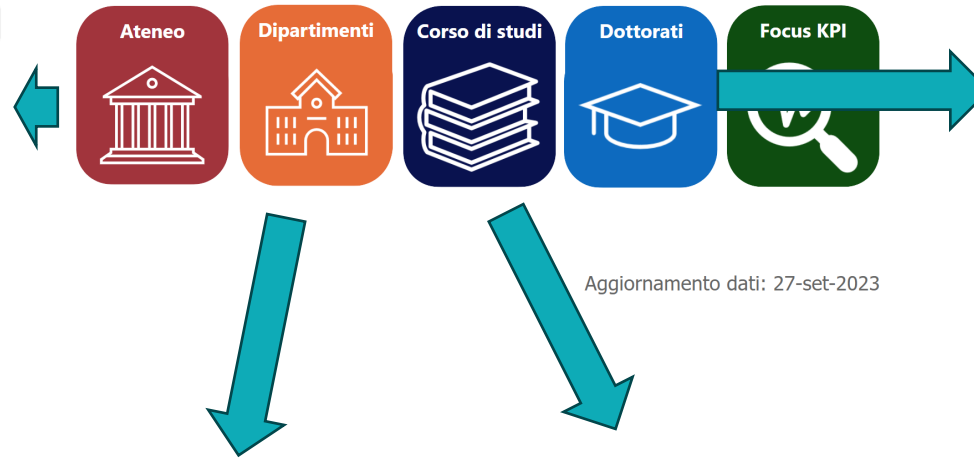 Ateneo
Dipartimenti
Corso di studi
Dottorati
Focus KPI
Aggiornamento dati: 27-set-2023